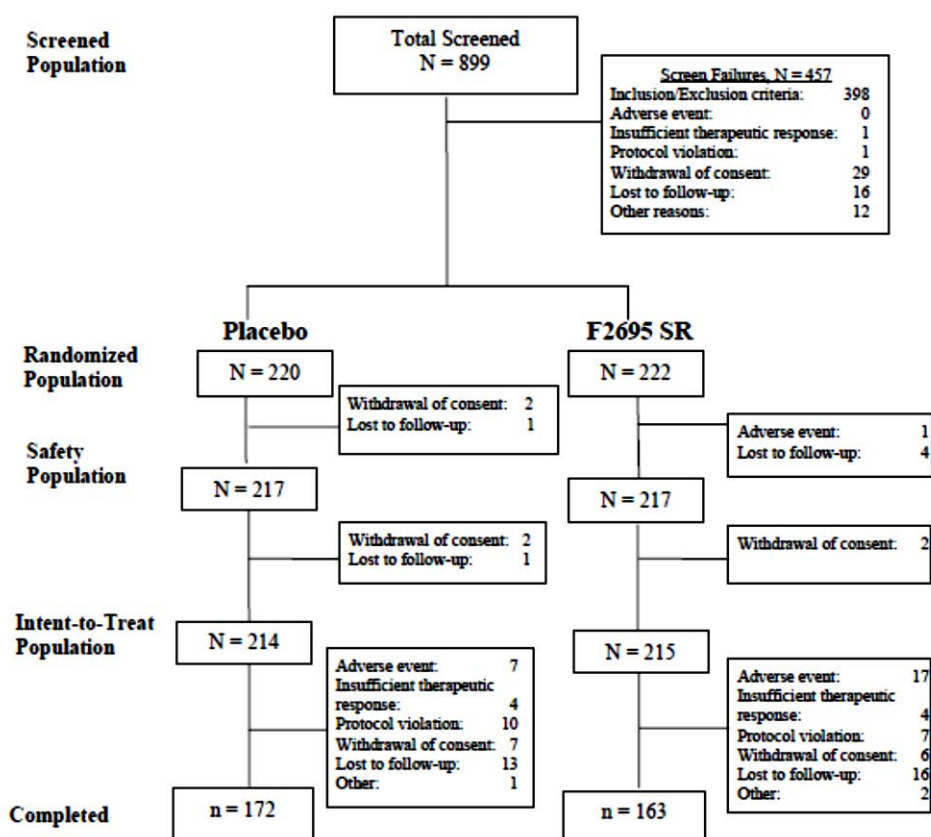 Screened
Population
Total Screened
N = 899
Screen Failures, N = 457
Inclusion/Exclusion criteria: 398
Adverse event: 0
Insufficient therapeutic response: 1
Protocol violation: 1
Withdrawal of consent: 29
Lost to follow-up: 16
Other reasons: 12
Placebo
F2695 SR
Randomized
Population
N = 220
N = 222
Withdrawal of consent: 2
Lost to follow-up: 1
Adverse event: 1
Lost to follow-up: 4
Safety
Population
N = 217
N = 217
Withdrawal of consent: 2
Lost to follow-up: 1
Withdrawal of consent: 2
Intent-to-Treat
Population
N = 214
N = 215
Adverse event: 7
Insufficient therapeutic
response: 4
Protocol violation: 10
Withdrawal of consent: 7
Lost to follow-up: 13
Other: 1
Adverse event: 17
Insufficient therapeutic
response: 4
Protocol violation: 7
Withdrawal of consent: 6
Lost to follow-up: 16
Other: 2
Completed
n = 172
n = 163